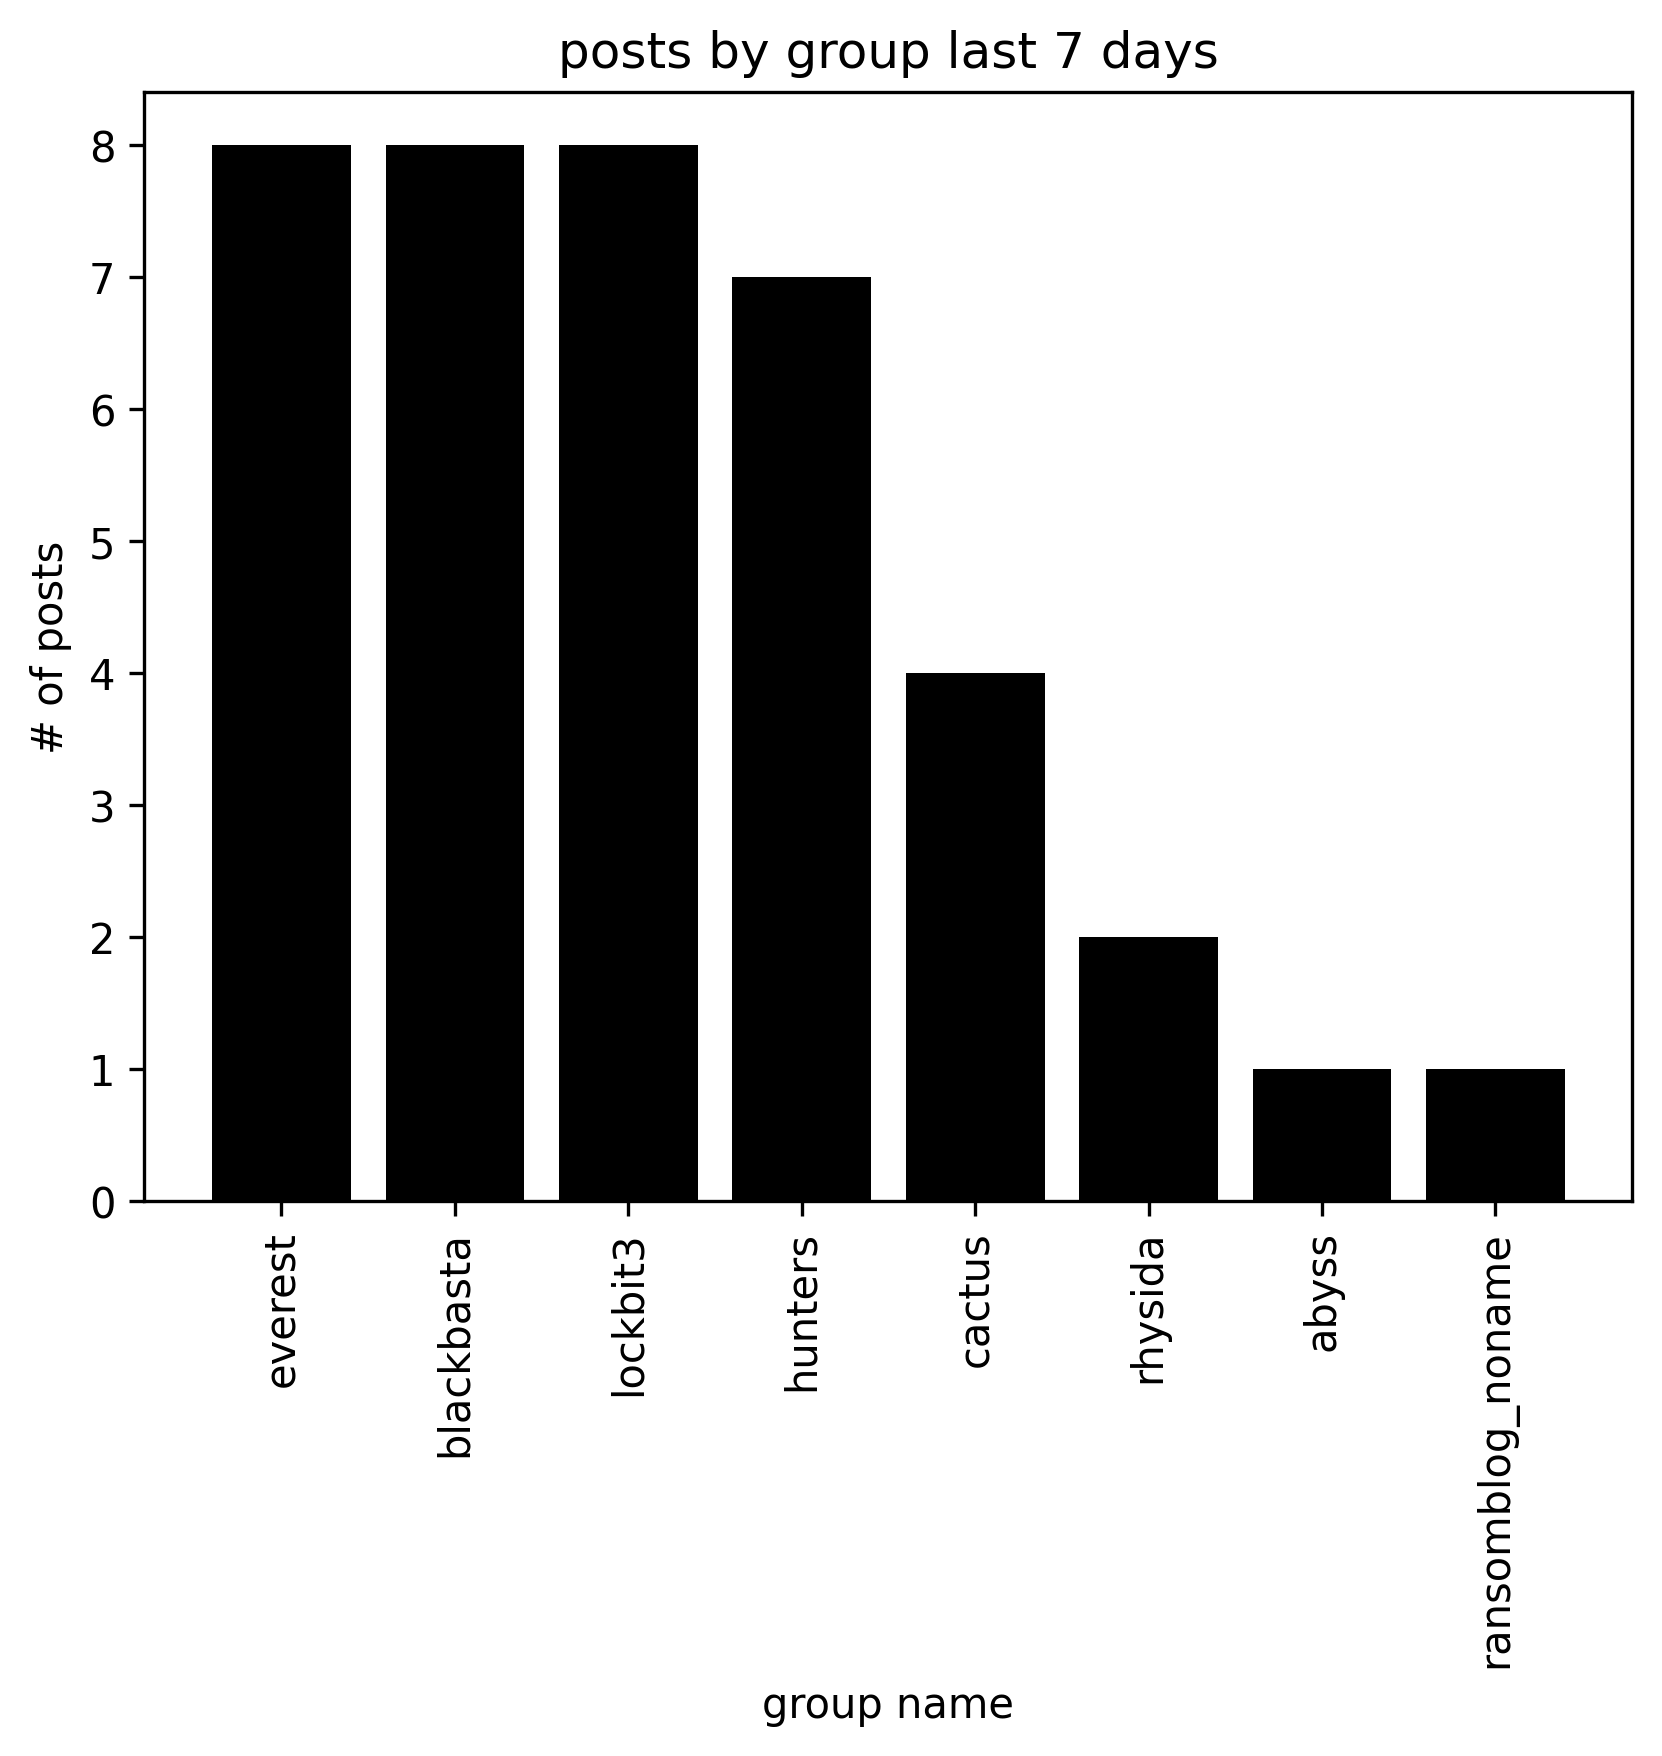 posts by group last 7 days
# of posts
8
7
6
5
4
3
2
1
0
everest
blackbasta
lockbit3
hunters
cactus
rhysida
abyss
ransomblog_noname
group name